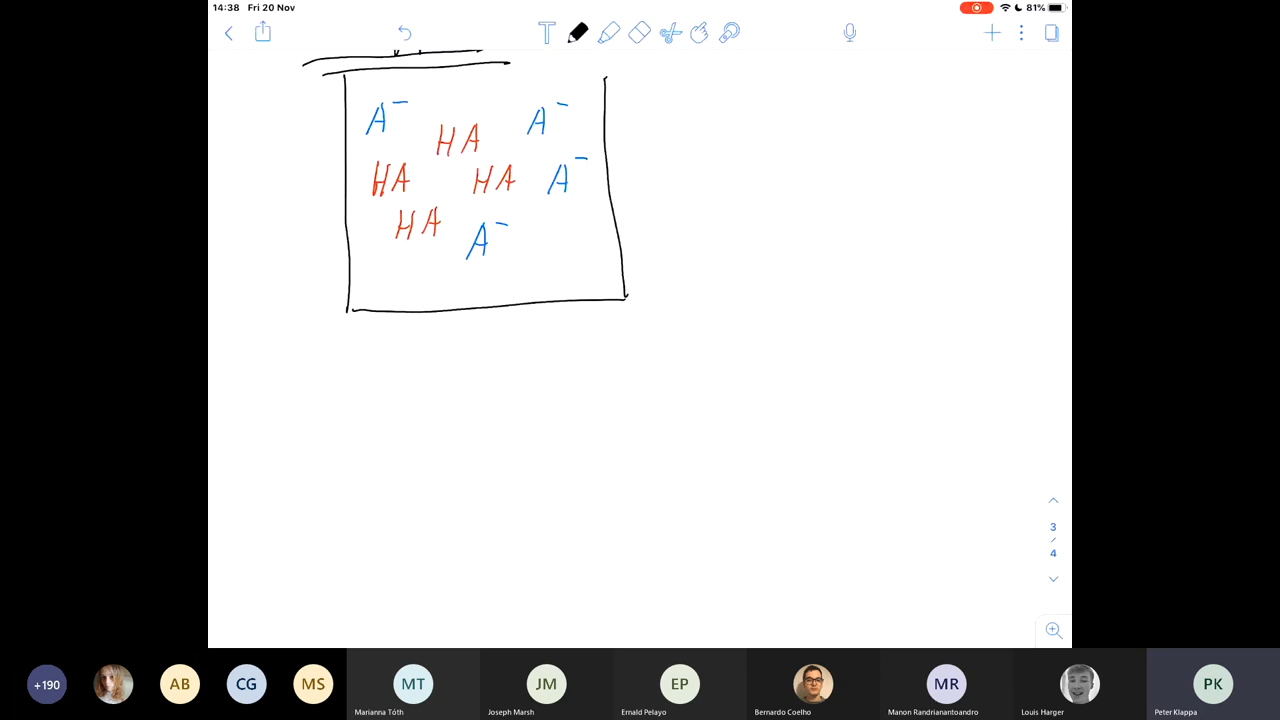 14:38 Fri 20 Nov
81%
T
A⁻ HA A⁻
HA HA A⁻
HA A⁻
3
/
4
+190 AB CG MS MT JM EP MR PK
Marianna Tóth Joseph Marsh Ernald Pelayo Bernardo Coelho Manon Randrianantoandro Louis Harger Peter Klappa